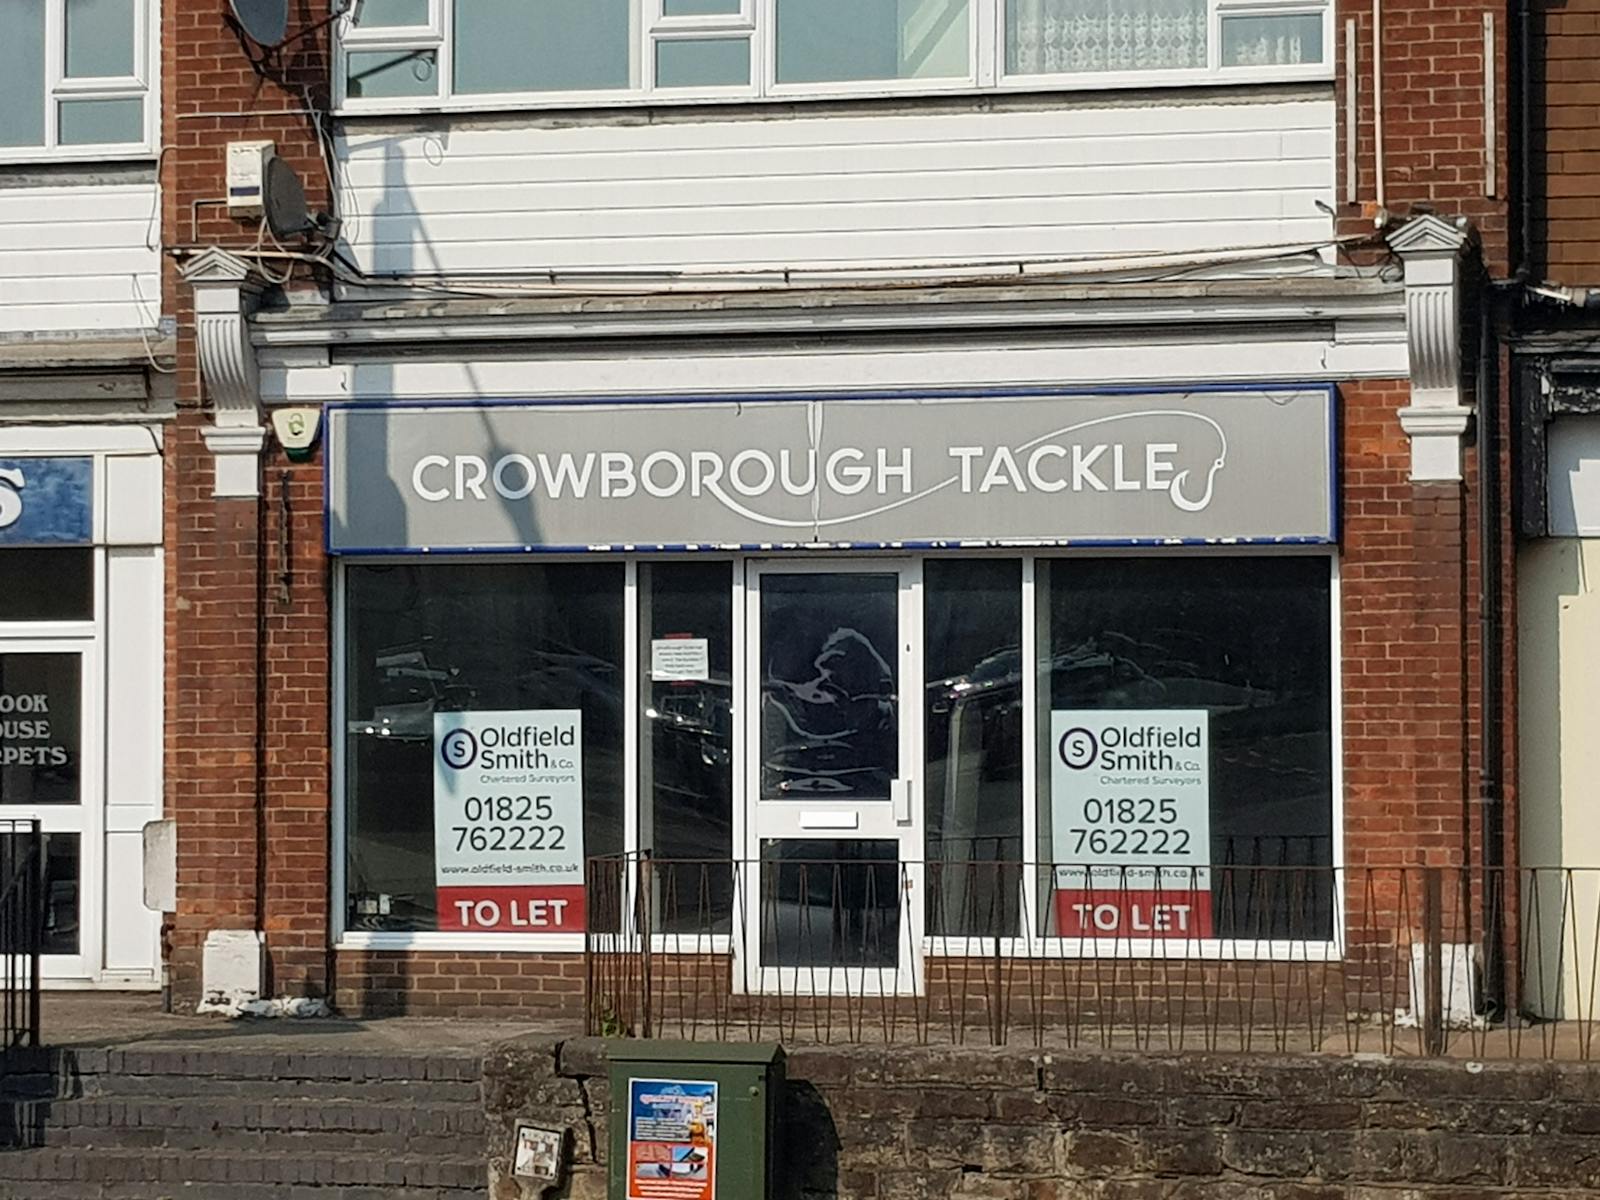 CROWBOROUGH TACKLE
S
OOK
OUSE
RPETS
S
Oldfield
Smith & Co.
Chartered Surveyors
01825
762222
www.oldfield-smith.co.uk
TO LET
S
Oldfield
Smith & Co.
Chartered Surveyors
01825
762222
www.oldfield-smith.co.uk
TO LET